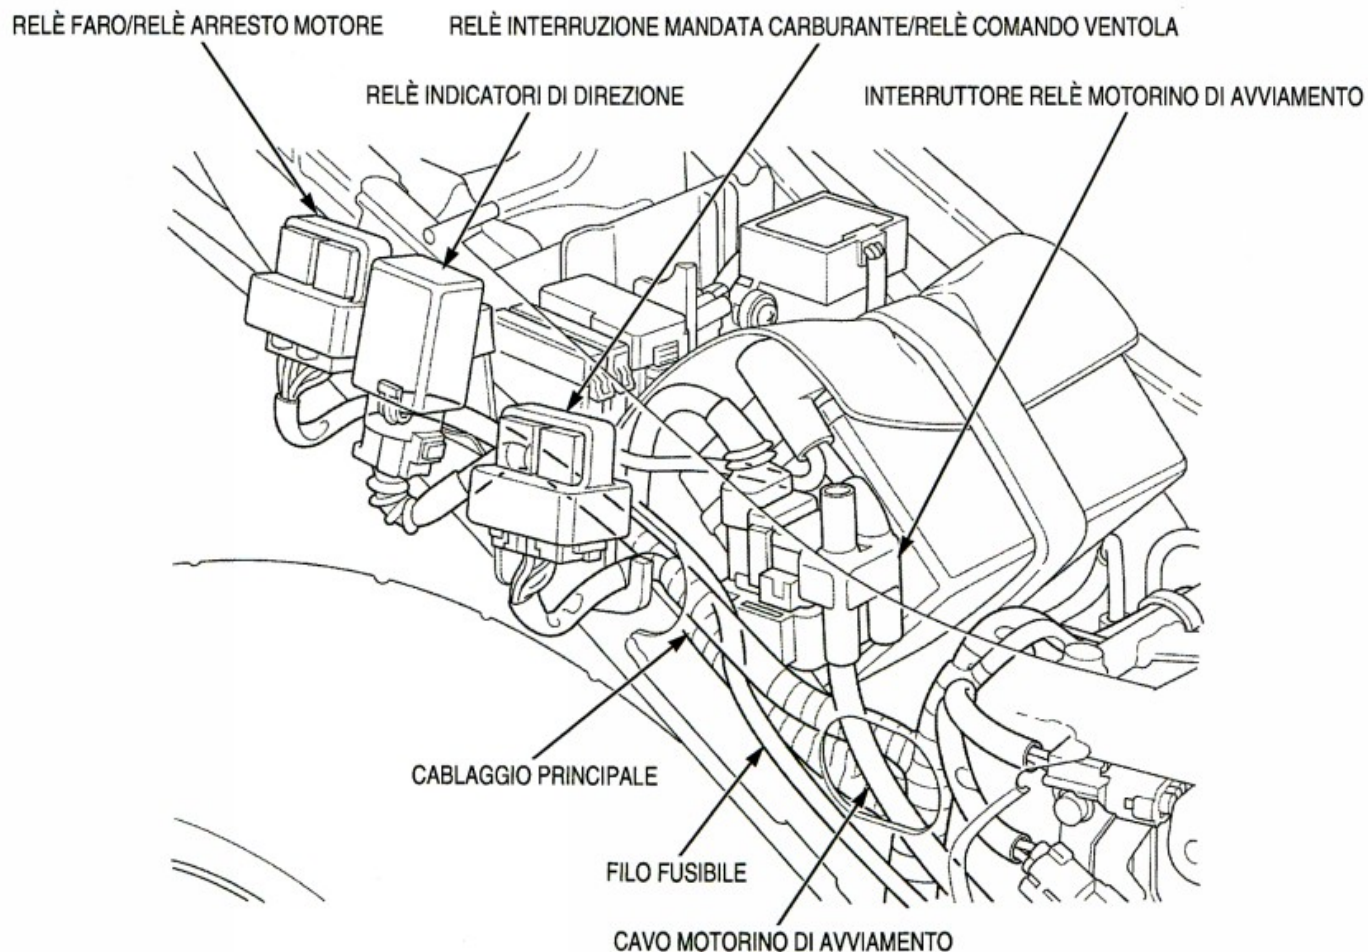 RELÈ FARO/RELÈ ARRESTO MOTORE
RELÈ INTERRUZIONE MANDATA CARBURANTE/RELÈ COMANDO VENTOLA
RELÈ INDICATORI DI DIREZIONE
INTERRUTTORE RELÈ MOTORINO DI AVVIAMENTO
CABLAGGIO PRINCIPALE
FILO FUSIBILE
CAVO MOTORINO DI AVVIAMENTO